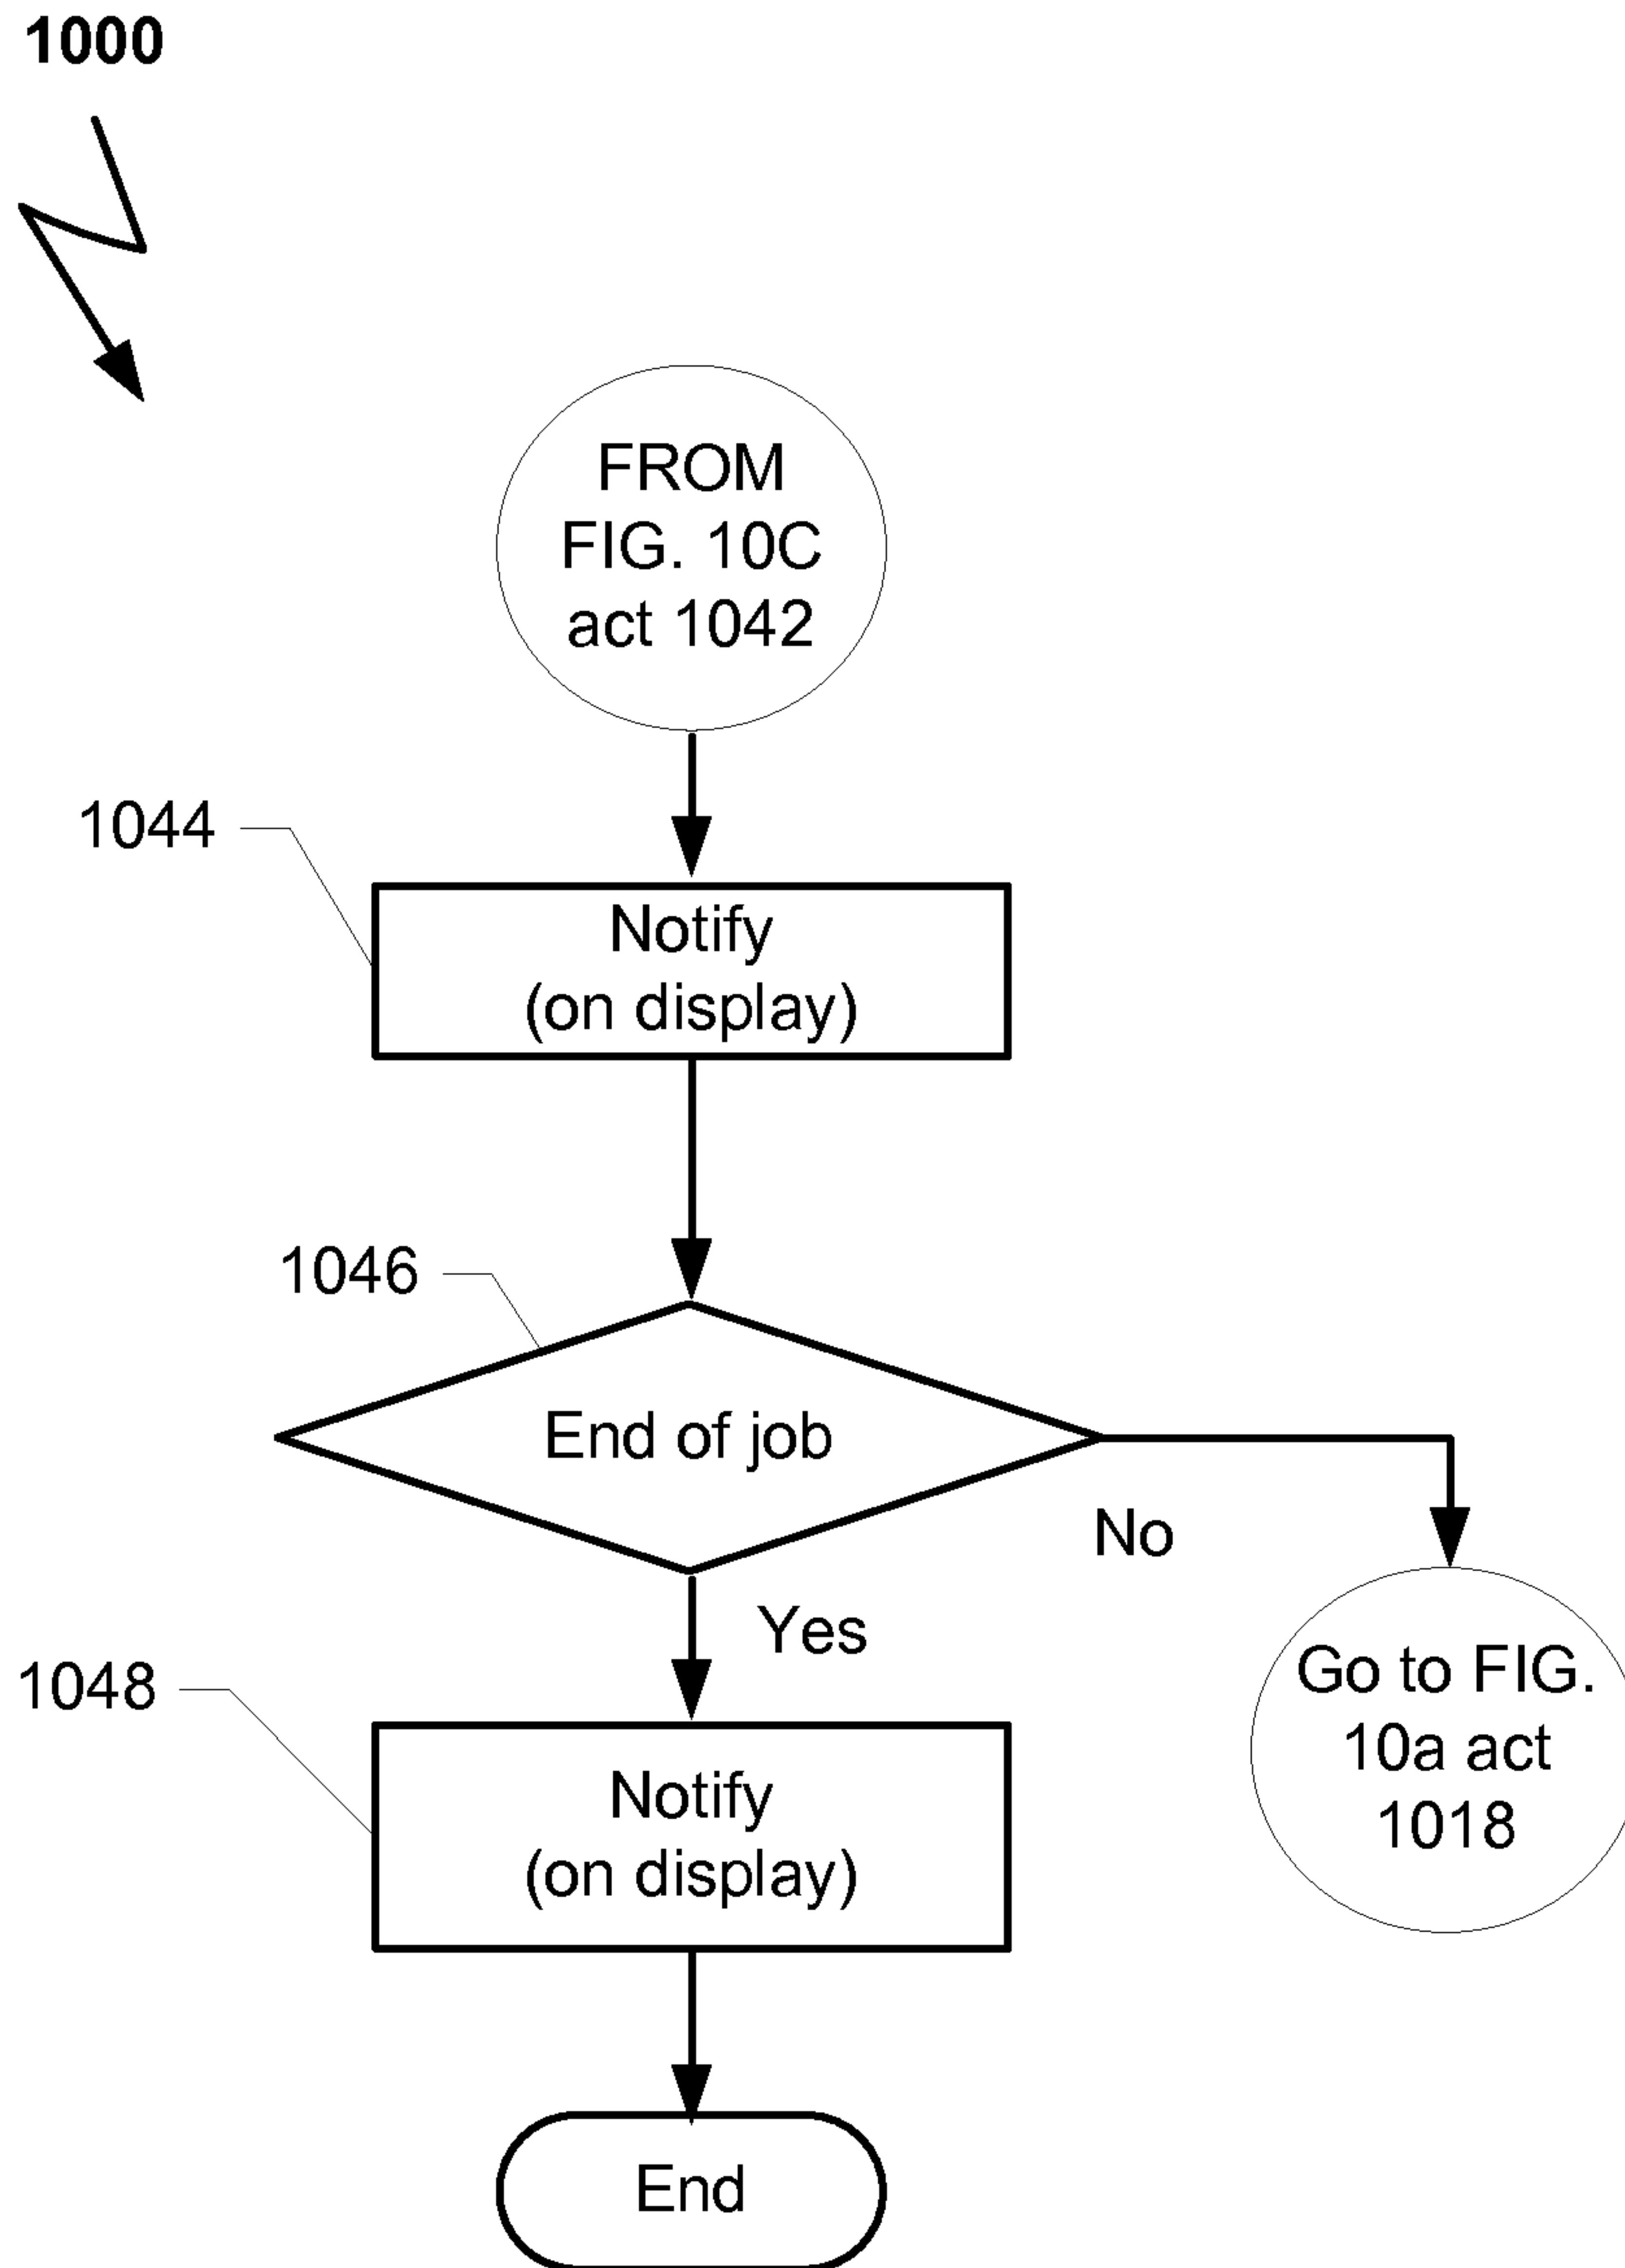 1000
FROM
FIG. 10C
act 1042
1044
Notify
(on display)
1046
End of job
No
Yes
Go to FIG.
10a act
1018
1048
Notify
(on display)
End